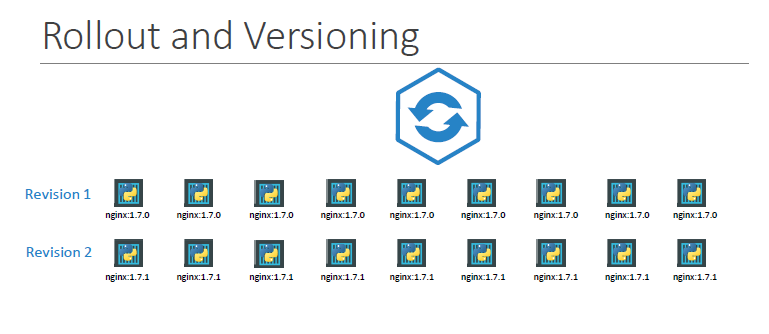 Rollout and Versioning
Revision 1
nginx:1.7.0 nginx:1.7.0 nginx:1.7.0 nginx:1.7.0 nginx:1.7.0 nginx:1.7.0 nginx:1.7.0 nginx:1.7.0 nginx:1.7.0
Revision 2
nginx:1.7.1 nginx:1.7.1 nginx:1.7.1 nginx:1.7.1 nginx:1.7.1 nginx:1.7.1 nginx:1.7.1 nginx:1.7.1 nginx:1.7.1